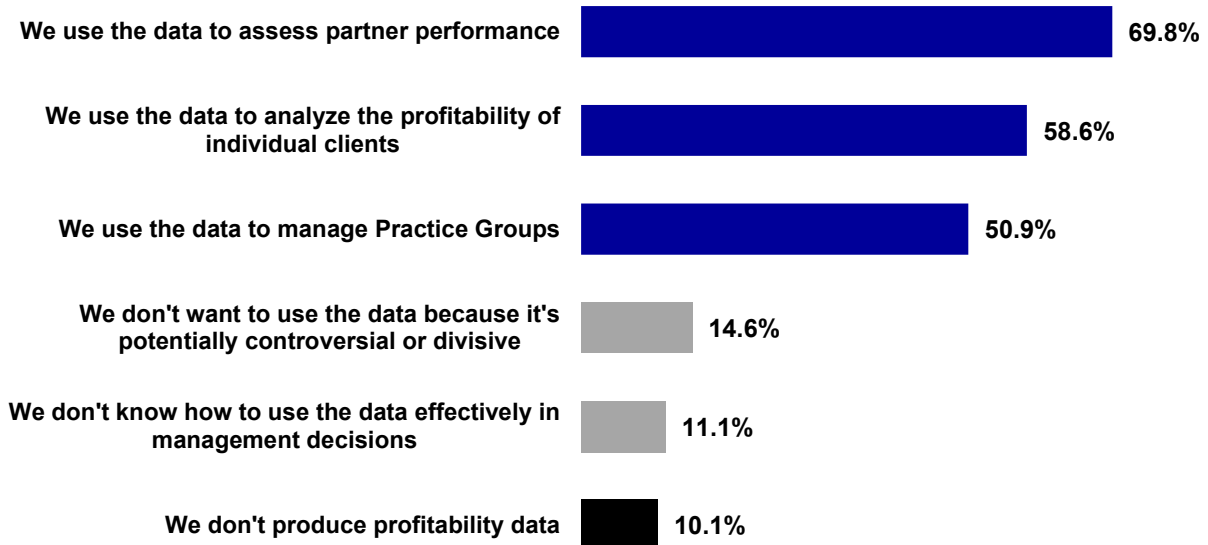 We use the data to assess partner performance
69.8%
We use the data to analyze the profitability of
individual clients
58.6%
We use the data to manage Practice Groups
50.9%
We don't want to use the data because it's
potentially controversial or divisive
14.6%
We don't know how to use the data effectively in
management decisions
11.1%
We don't produce profitability data
10.1%